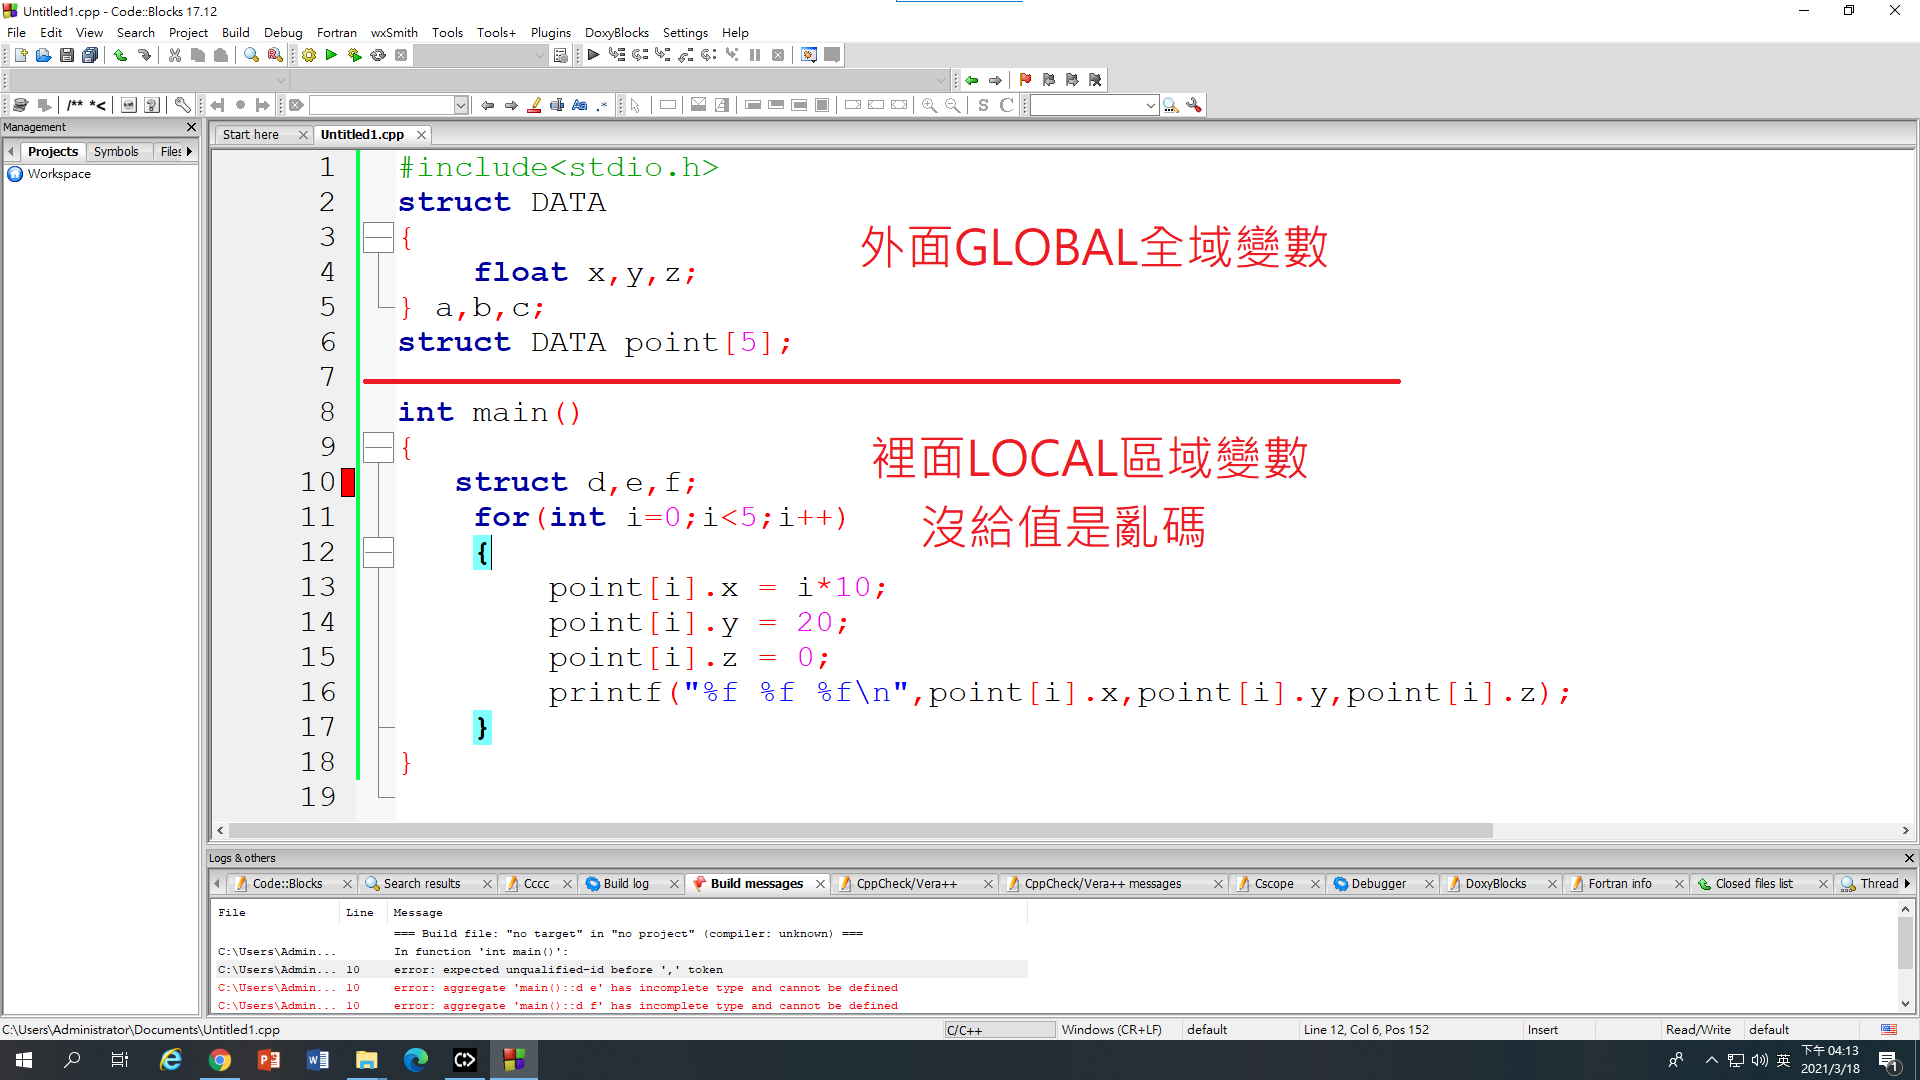 Untitled1.cpp - Code::Blocks 17.12
File Edit View Search Project Build Debug Fortran wxSmith Tools Tools+ Plugins DoxyBlocks Settings Help
/** *<
S C
Management
Projects Symbols Files
Workspace
Start here Untitled1.cpp
1 #include<stdio.h>
2 struct DATA
3 {
外面GLOBAL全域變數
4 float x,y,z;
5 } a,b,c;
6 struct DATA point[5];
7
8 int main()
9 {
裡面LOCAL區域變數
10 struct d,e,f;
11 for(int i=0;i<5;i++)
沒給值是亂碼
12 {
13 point[i].x = i*10;
14 point[i].y = 20;
15 point[i].z = 0;
16 printf("%f %f %f\n",point[i].x,point[i].y,point[i].z);
17 }
18 }
19
Logs & others
Code::Blocks Search results Cccc Build log Build messages CppCheck/Vera++ CppCheck/Vera++ messages Cscope Debugger DoxyBlocks Fortran info Closed files list Thread
File Line Message
=== Build file: "no target" in "no project" (compiler: unknown) ===
C:\Users\Admin... In function 'int main()':
C:\Users\Admin... 10 error: expected unqualified-id before ',' token
C:\Users\Admin... 10 error: aggregate 'main()::d e' has incomplete type and cannot be defined
C:\Users\Admin... 10 error: aggregate 'main()::d f' has incomplete type and cannot be defined
C:\Users\Administrator\Documents\Untitled1.cpp C/C++ Windows (CR+LF) default Line 12, Col 6, Pos 152 Insert Read/Write default
英 下午 04:13
2021/3/18 1